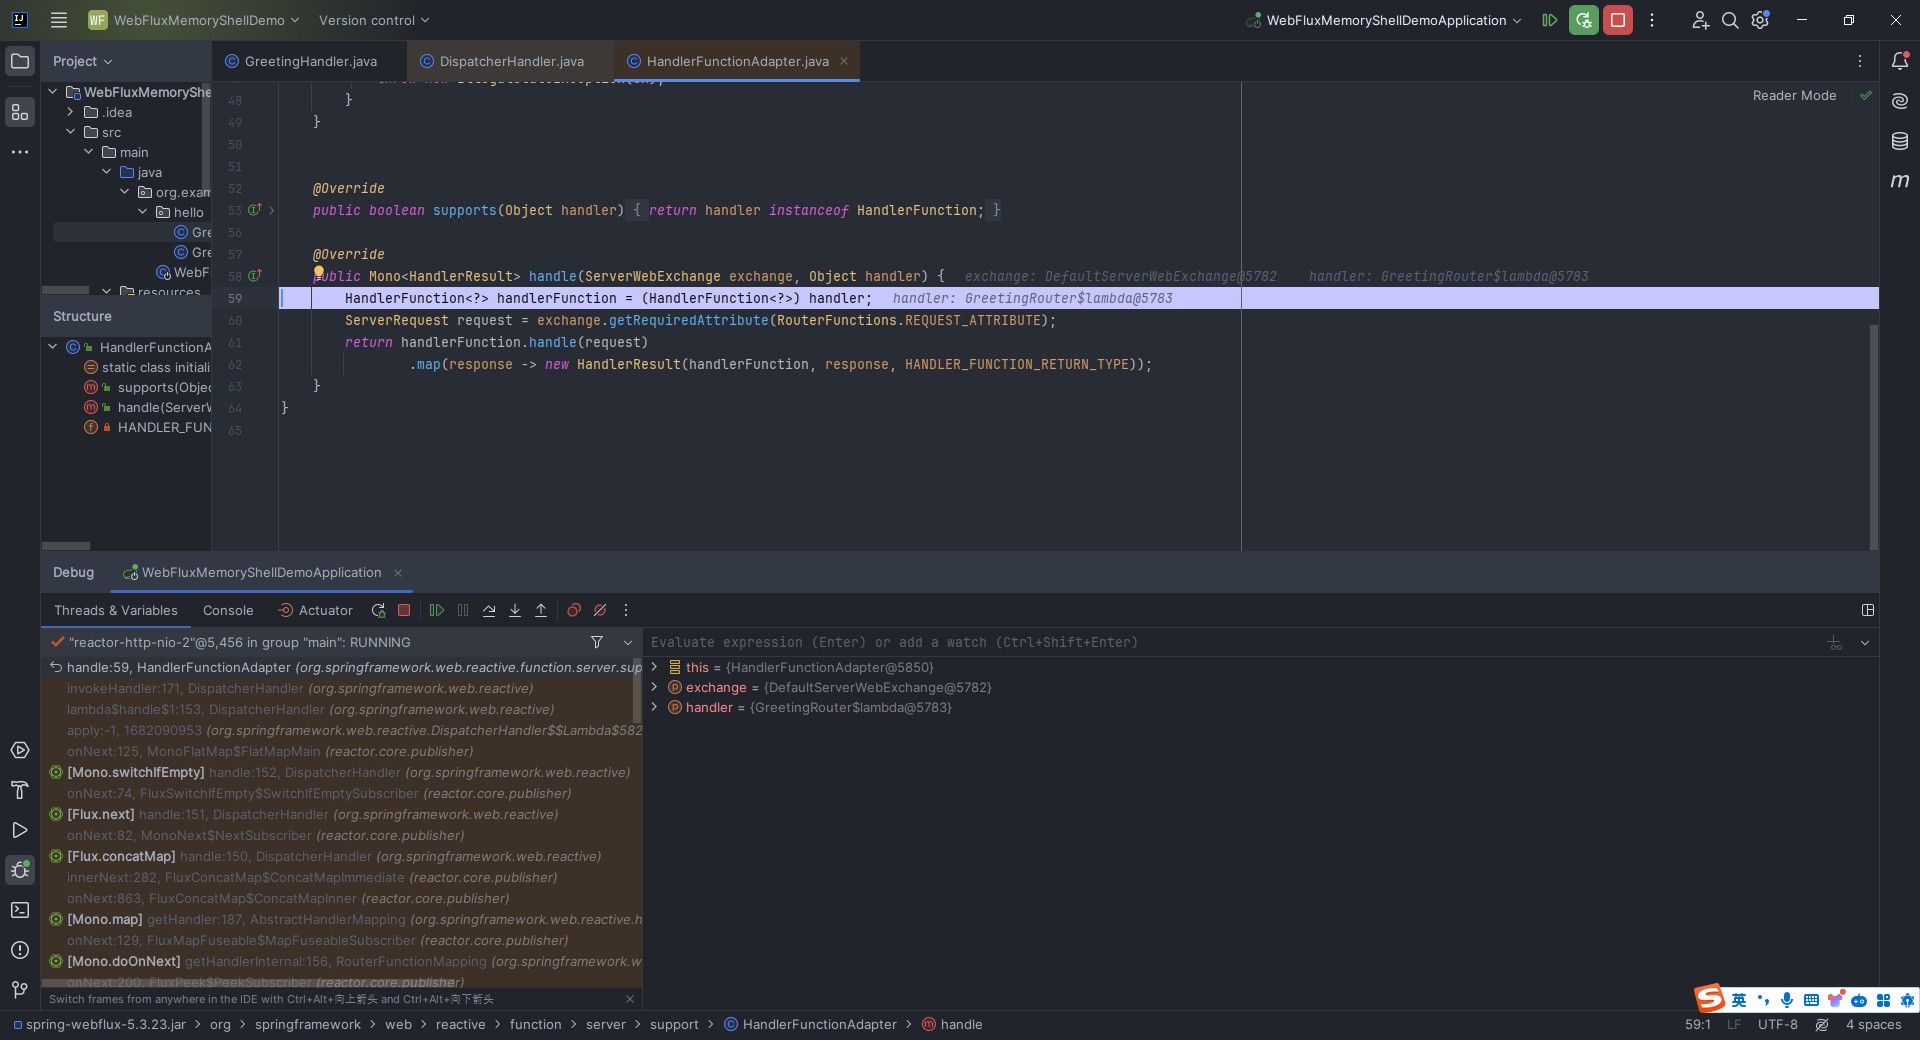 WF WebFluxMemoryShellDemo Version control WebFluxMemoryShellDemoApplication
Project GreetingHandler.java DispatcherHandler.java HandlerFunctionAdapter.java
Reader Mode
WebFluxMemoryShe
.idea
src
main
java
org.exam
hello
Gre
Gre
WebF
resources
Structure
HandlerFunctionA
static class initiali
supports(Objec
handle(ServerW
HANDLER_FUN
48 }
49 }
50
51
52 @Override
53 public boolean supports(Object handler) { return handler instanceof HandlerFunction; }
56
57 @Override
58 public Mono<HandlerResult> handle(ServerWebExchange exchange, Object handler) { exchange: DefaultServerWebExchange@5782 handler: GreetingRouter$lambda@5783
59 HandlerFunction<?> handlerFunction = (HandlerFunction<?>) handler; handler: GreetingRouter$lambda@5783
60 ServerRequest request = exchange.getRequiredAttribute(RouterFunctions.REQUEST_ATTRIBUTE);
61 return handlerFunction.handle(request)
62 .map(response -> new HandlerResult(handlerFunction, response, HANDLER_FUNCTION_RETURN_TYPE));
63 }
64 }
65
Debug WebFluxMemoryShellDemoApplication
Threads & Variables Console Actuator
"reactor-http-nio-2"@5,456 in group "main": RUNNING
handle:59, HandlerFunctionAdapter (org.springframework.web.reactive.function.server.sup
invokeHandler:171, DispatcherHandler (org.springframework.web.reactive)
lambda$handle$1:153, DispatcherHandler (org.springframework.web.reactive)
apply:-1, 1682090953 (org.springframework.web.reactive.DispatcherHandler$$Lambda$582
onNext:125, MonoFlatMap$FlatMapMain (reactor.core.publisher)
[Mono.switchIfEmpty] handle:152, DispatcherHandler (org.springframework.web.reactive)
onNext:74, FluxSwitchIfEmpty$SwitchIfEmptySubscriber (reactor.core.publisher)
[Flux.next] handle:151, DispatcherHandler (org.springframework.web.reactive)
onNext:82, MonoNext$NextSubscriber (reactor.core.publisher)
[Flux.concatMap] handle:150, DispatcherHandler (org.springframework.web.reactive)
innerNext:282, FluxConcatMap$ConcatMapImmediate (reactor.core.publisher)
onNext:863, FluxConcatMap$ConcatMapInner (reactor.core.publisher)
[Mono.map] getHandler:187, AbstractHandlerMapping (org.springframework.web.reactive.h
onNext:129, FluxMapFuseable$MapFuseableSubscriber (reactor.core.publisher)
[Mono.doOnNext] getHandlerInternal:156, RouterFunctionMapping (org.springframework.w
onNext:200, FluxPeek$PeekSubscriber (reactor.core.publisher)
Switch frames from anywhere in the IDE with Ctrl+Alt+向上箭头 and Ctrl+Alt+向下箭头
Evaluate expression (Enter) or add a watch (Ctrl+Shift+Enter)
this = {HandlerFunctionAdapter@5850}
exchange = {DefaultServerWebExchange@5782}
handler = {GreetingRouter$lambda@5783}
英
spring-webflux-5.3.23.jar > org > springframework > web > reactive > function > server > support > HandlerFunctionAdapter > handle
59:1 LF UTF-8 4 spaces